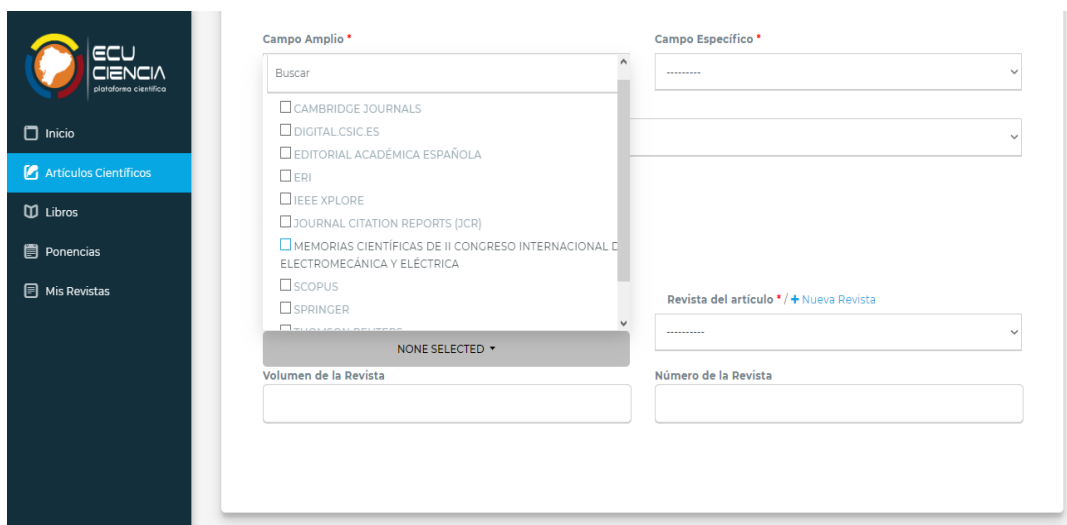 ECU
CIENCIA
plataforma científica
Inicio
Artículos Científicos
Libros
Ponencias
Mis Revistas
Campo Amplio *
Campo Específico *
Buscar
---------
CAMBRIDGE JOURNALS
DIGITAL.CSIC.ES
EDITORIAL ACADÉMICA ESPAÑOLA
ERI
IEEE XPLORE
JOURNAL CITATION REPORTS (JCR)
MEMORIAS CIENTÍFICAS DE II CONGRESO INTERNACIONAL D
ELECTROMECÁNICA Y ELÉCTRICA
SCOPUS
SPRINGER
THOMSON REUTERS
NONE SELECTED
Revista del artículo * / + Nueva Revista
----------
Volumen de la Revista
Número de la Revista